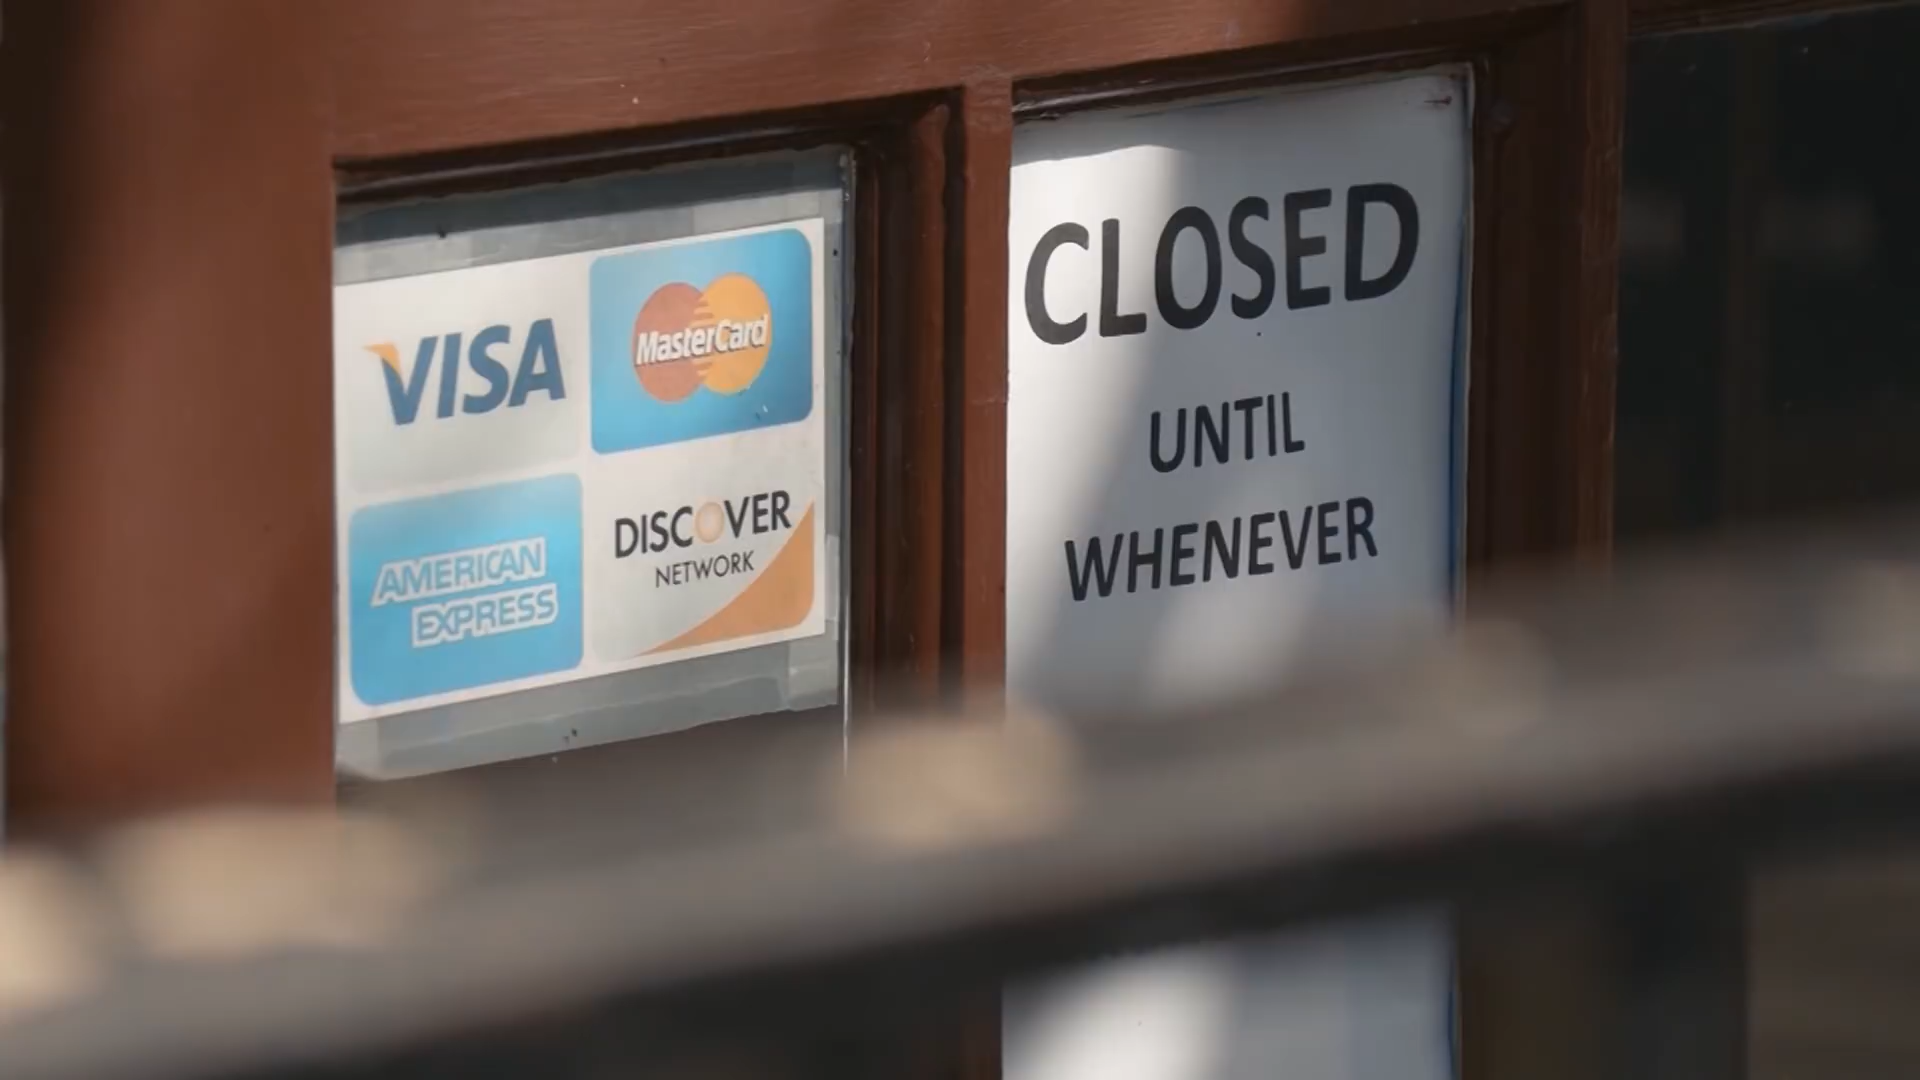 VISA
MasterCard
AMERICAN
EXPRESS
DISCOVER
NETWORK
CLOSED
UNTIL
WHENEVER